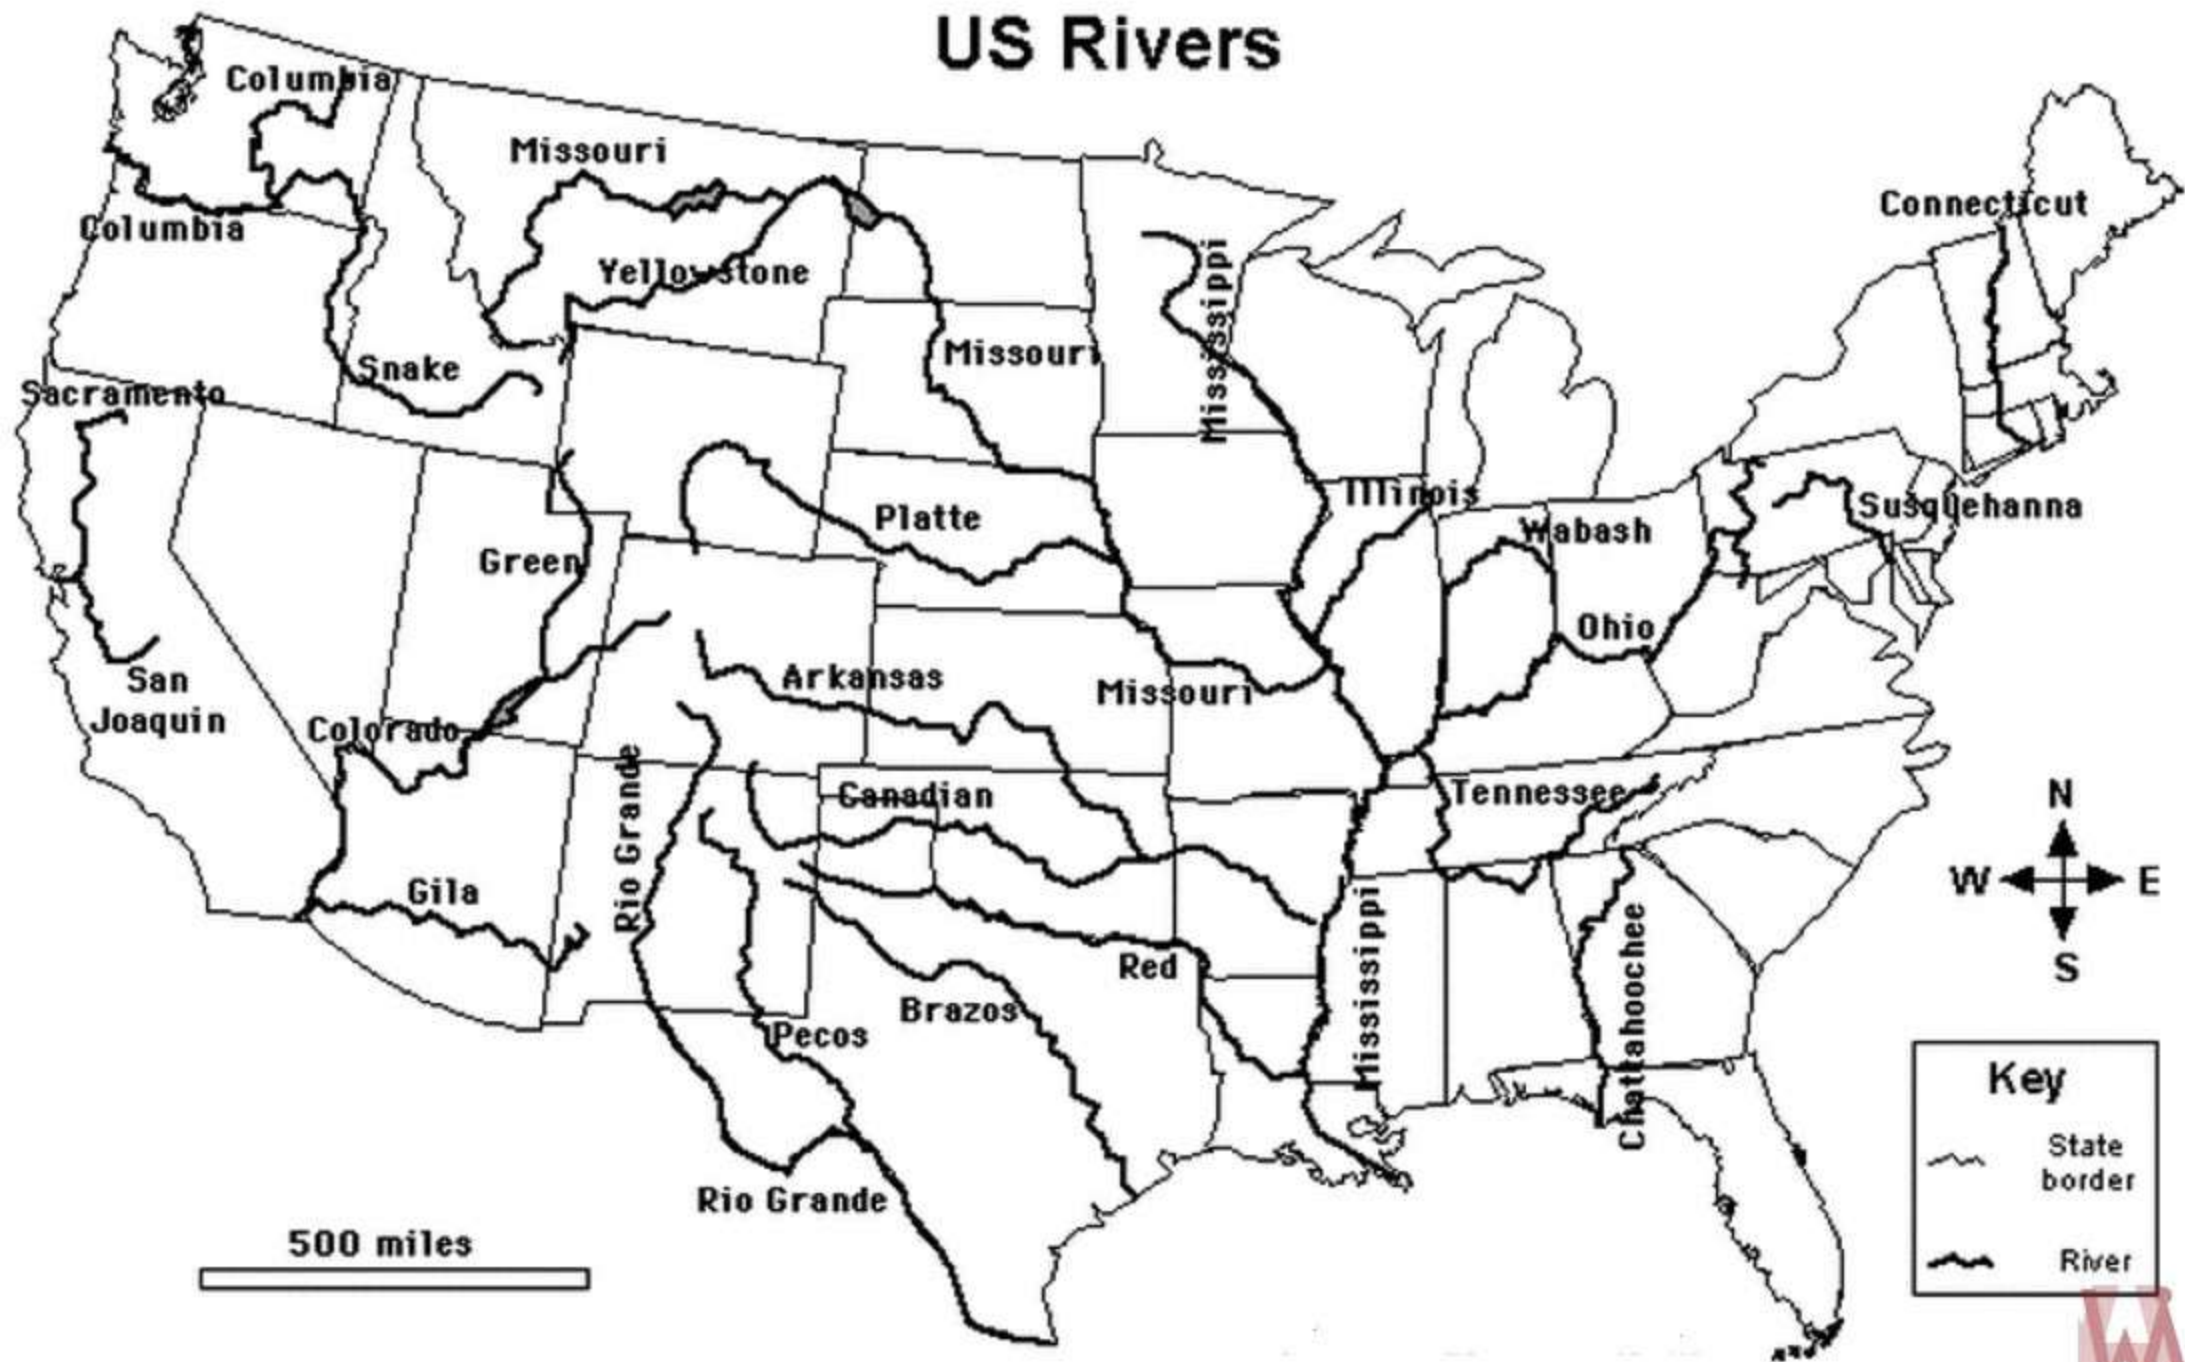 US Rivers
Columbia
Missouri
Connecticut
Columbia
Yellowstone
Mississippi
Missouri
Snake
Sacramento
Illinois
Susquehanna
Platte
Wabash
Green
Ohio
Arkansas
San
Joaquin
Missouri
Colorado
Rio Grande
Canadian
Tennessee
N
W
E
S
Gila
Mississippi
Chattahoochee
Red
Brazos
Pecos
Rio Grande
500 miles
Key
State
border
River
W